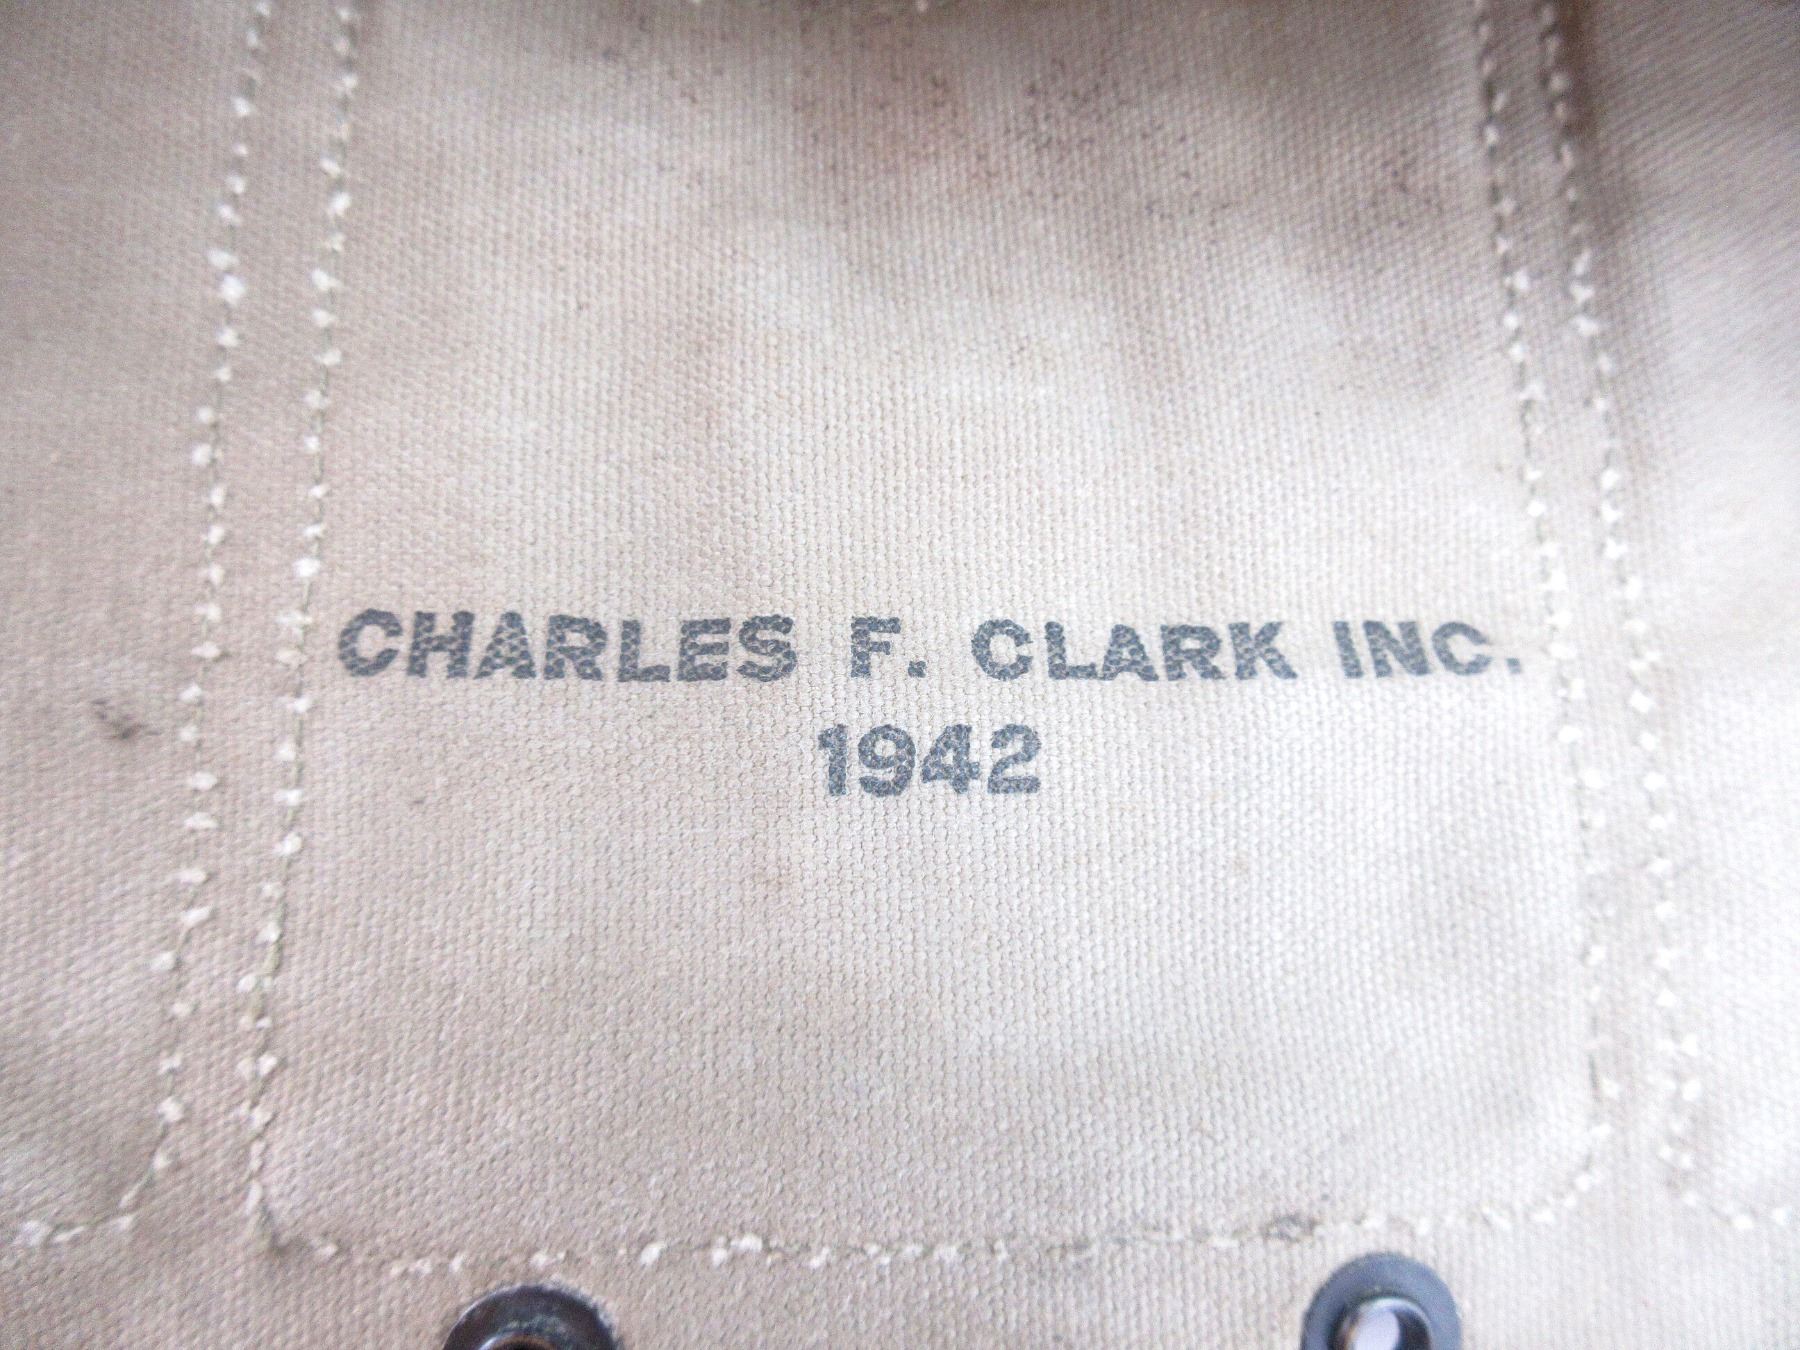 CHARLES F. CLARK INC.
1942